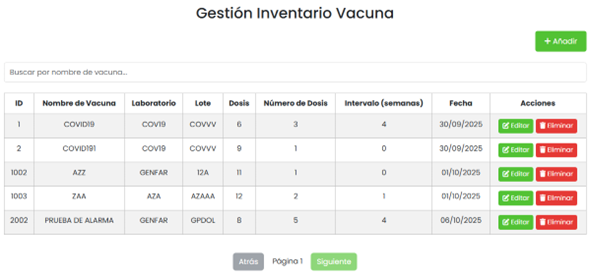 Gestión Inventario Vacuna
+ Añadir
Buscar por nombre de vacuna...
ID Nombre de Vacuna Laboratorio Lote Dosis Número de Dosis Intervalo (semanas) Fecha Acciones
1 COVID19 COV19 COVVV 6 3 4 30/09/2025 Editar Eliminar
2 COVID191 COV19 COVVV 9 1 0 30/09/2025 Editar Eliminar
1002 AZZ GENFAR 12A 11 1 0 01/10/2025 Editar Eliminar
1003 ZAA AZA AZAAA 12 2 1 01/10/2025 Editar Eliminar
2002 PRUEBA DE ALARMA GENFAR GPDOL 8 5 4 06/10/2025 Editar Eliminar
Atrás Página 1 Siguiente